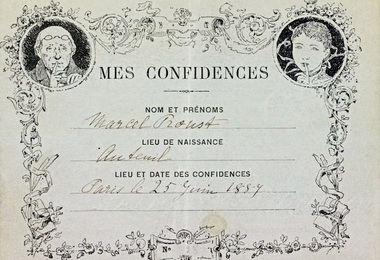 MES CONFIDENCES
NOM ET PRÉNOMS
Marcel Proust
LIEU DE NAISSANCE
Auteuil
LIEU ET DATE DES CONFIDENCES
Paris le 25 Juin 1887
No